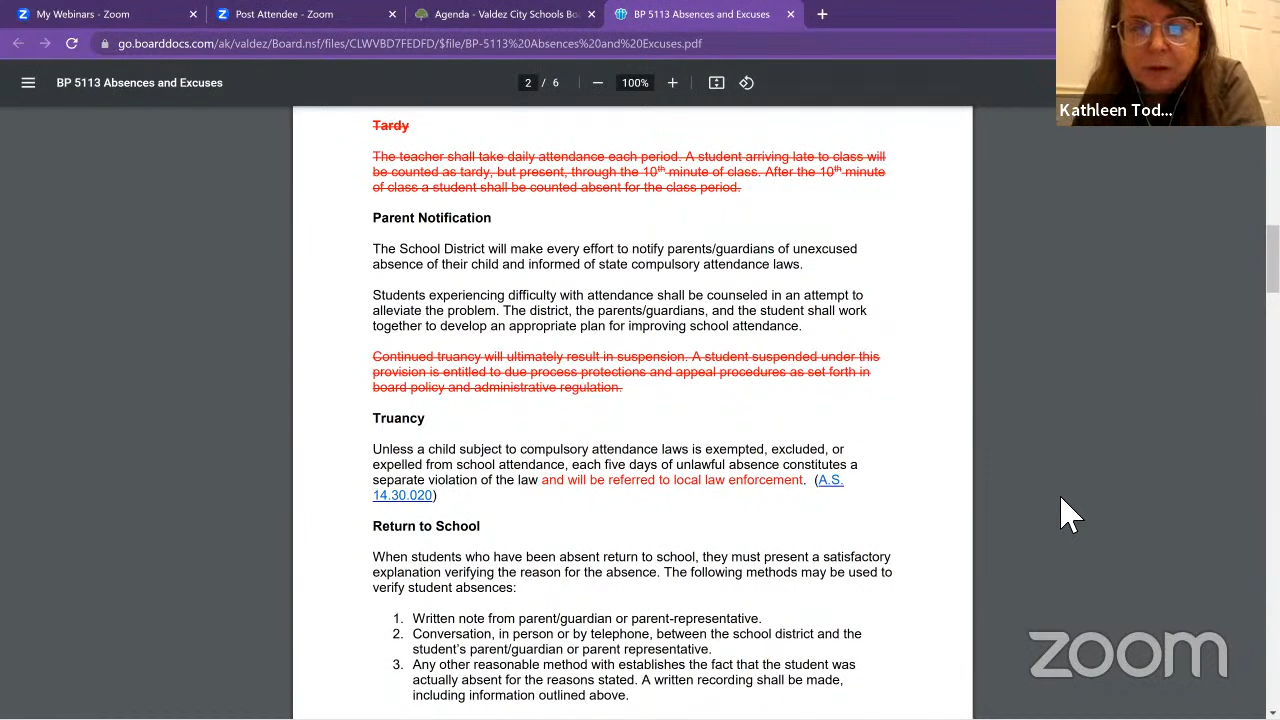 My Webinars - Zoom
Post Attendee - Zoom
Agenda - Valdez City Schools Bo
BP 5113 Absences and Excuses
go.boarddocs.com/ak/valdez/Board.nsf/files/CLWVBD7FEDFD/$file/BP-5113%20Absences%20and%20Excuses.pdf
BP 5113 Absences and Excuses
2 / 6
100%
Kathleen Tod...
Tardy
The teacher shall take daily attendance each period. A student arriving late to class will
be counted as tardy, but present, through the 10th minute of class. After the 10th minute
of class a student shall be counted absent for the class period.
Parent Notification
The School District will make every effort to notify parents/guardians of unexcused
absence of their child and informed of state compulsory attendance laws.
Students experiencing difficulty with attendance shall be counseled in an attempt to
alleviate the problem. The district, the parents/guardians, and the student shall work
together to develop an appropriate plan for improving school attendance.
Continued truancy will ultimately result in suspension. A student suspended under this
provision is entitled to due process protections and appeal procedures as set forth in
board policy and administrative regulation.
Truancy
Unless a child subject to compulsory attendance laws is exempted, excluded, or
expelled from school attendance, each five days of unlawful absence constitutes a
separate violation of the law and will be referred to local law enforcement. (A.S.
14.30.020)
Return to School
When students who have been absent return to school, they must present a satisfactory
explanation verifying the reason for the absence. The following methods may be used to
verify student absences:
1. Written note from parent/guardian or parent-representative.
2. Conversation, in person or by telephone, between the school district and the
student's parent/guardian or parent representative.
3. Any other reasonable method with establishes the fact that the student was
actually absent for the reasons stated. A written recording shall be made,
including information outlined above.
zoom